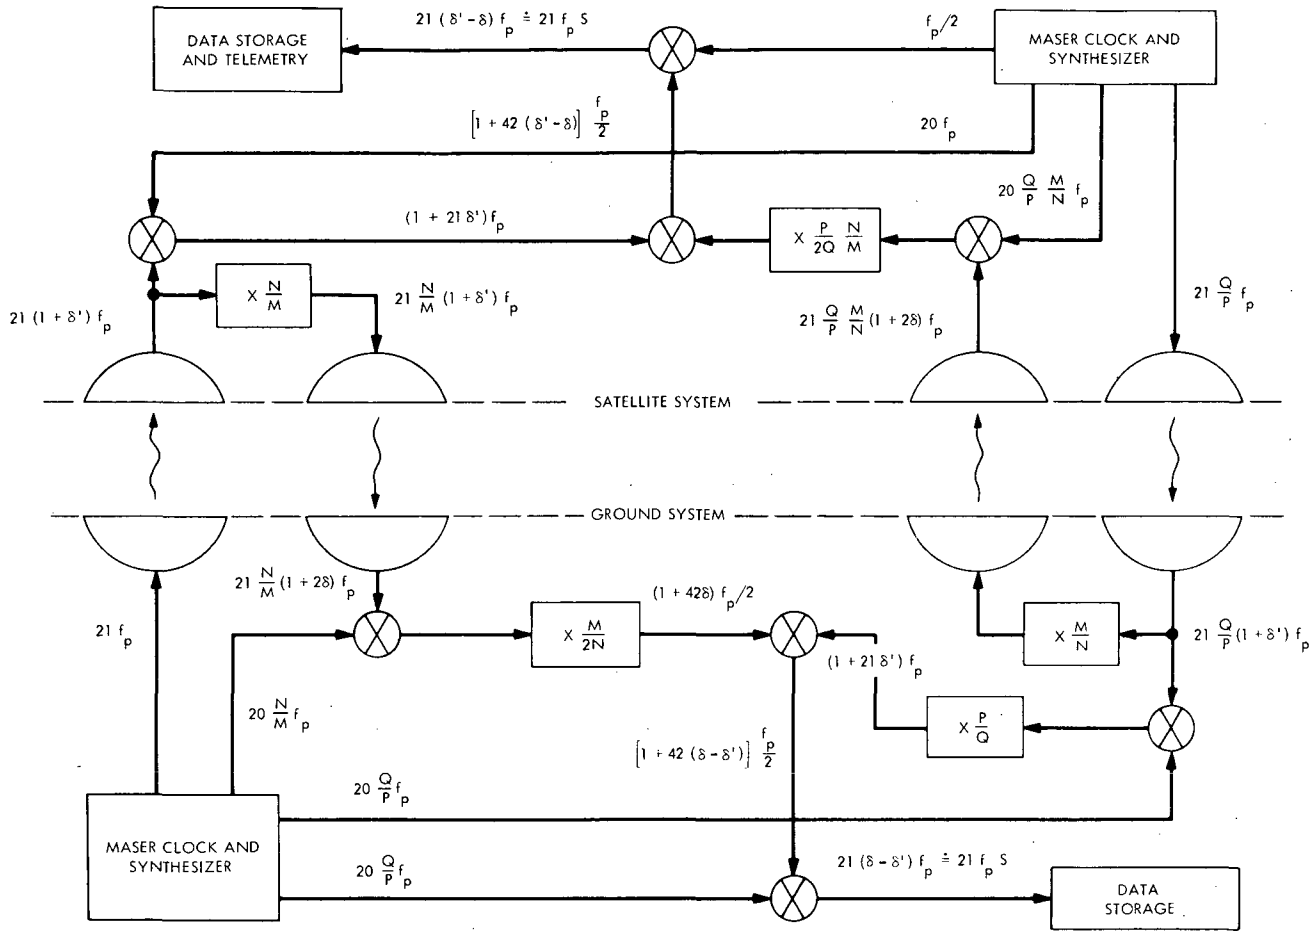 21 (δ' - δ) f_p ≐ 21 f_p S
f_p/2
DATA STORAGE
AND TELEMETRY
MASER CLOCK AND
SYNTHESIZER
[1 + 42 (δ' - δ)] f_p/2
20 f_p
20 Q/P M/N f_p
(1 + 21 δ') f_p
X P/2Q N/M
X N/M
21 N/M (1 + δ') f_p
21 Q/P f_p
21 (1 + δ') f_p
21 Q/P M/N (1 + 2δ) f_p
SATELLITE SYSTEM
GROUND SYSTEM
21 N/M (1 + 2δ) f_p
(1 + 42δ) f_p/2
21 f_p
X M/2N
X M/N
21 Q/P (1 + δ') f_p
(1 + 21 δ') f_p
20 N/M f_p
X P/Q
[1 + 42 (δ - δ')] f_p/2
20 Q/P f_p
MASER CLOCK AND
SYNTHESIZER
20 Q/P f_p
21 (δ - δ') f_p ≐ 21 f_p S
DATA
STORAGE